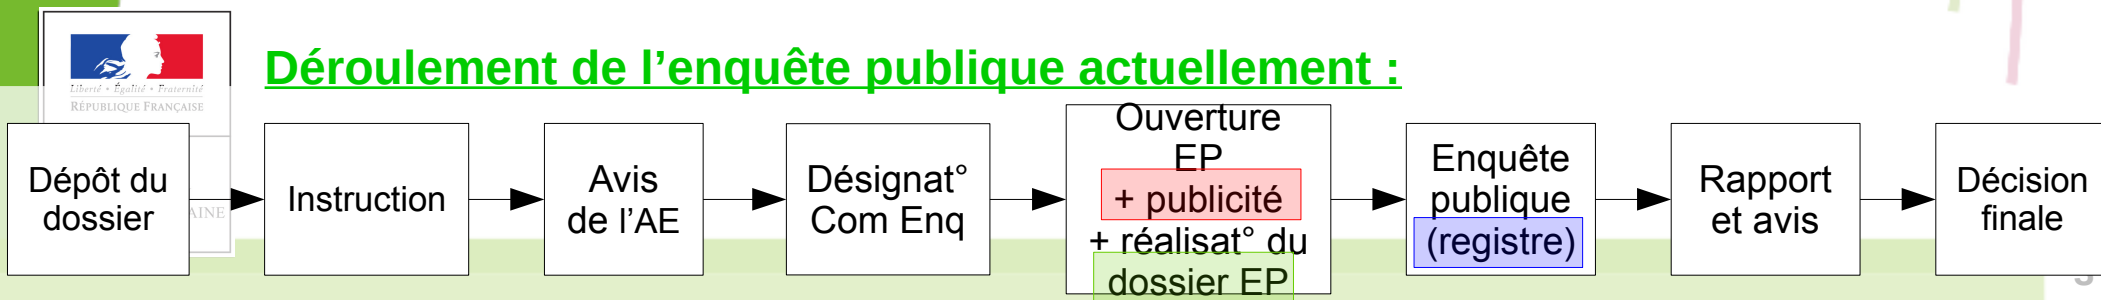 Déroulement de l’enquête publique actuellement :
Liberté • Égalité • Fraternité
RÉPUBLIQUE FRANÇAISE
Dépôt du
dossier
AINE
Instruction
Avis
de l’AE
Désignat°
Com Enq
Ouverture
EP
+ publicité
+ réalisat° du
dossier EP
Enquête
publique
(registre)
Rapport
et avis
Décision
finale